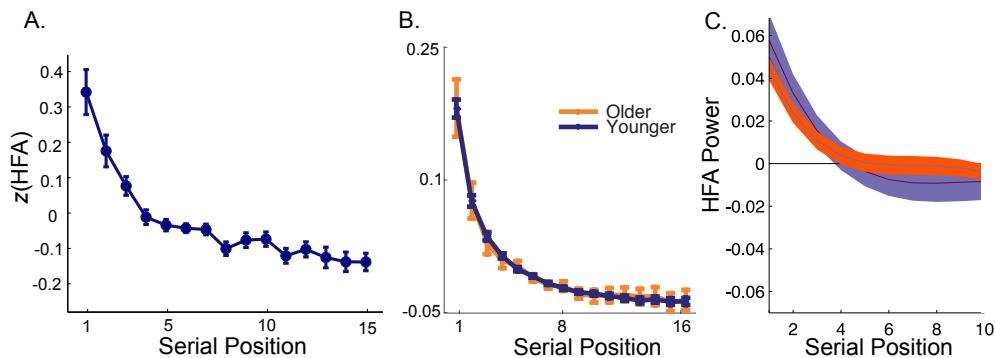 A.
z(HFA)
0.4
0.3
0.2
0.1
0
-0.1
-0.2
1 5 10 15
Serial Position
B.
0.25
0.1
-0.05
Older
Younger
1 8 16
Serial Position
C.
HFA Power
0.06
0.04
0.02
0
-0.02
-0.04
-0.06
2 4 6 8 10
Serial Position